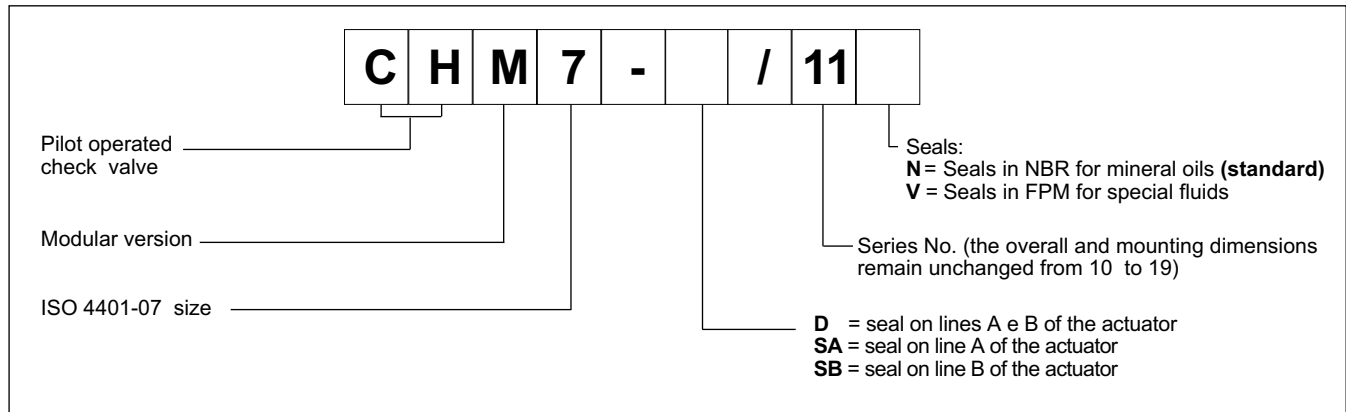 C H M 7 - / 11
Pilot operated
check valve
Modular version
ISO 4401-07 size
Seals:
N = Seals in NBR for mineral oils (standard)
V = Seals in FPM for special fluids
Series No. (the overall and mounting dimensions
remain unchanged from 10 to 19)
D = seal on lines A e B of the actuator
SA = seal on line A of the actuator
SB = seal on line B of the actuator